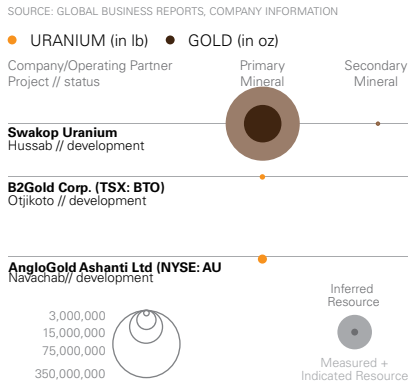 SOURCE: GLOBAL BUSINESS REPORTS, COMPANY INFORMATION
URANIUM (in lb) GOLD (in oz)
Company/Operating Partner
Project // status
Primary
Mineral
Secondary
Mineral
Swakop Uranium
Hussab // development
B2Gold Corp. (TSX: BTO)
Otjikoto // development
AngloGold Ashanti Ltd (NYSE: AU
Navachab// development
3,000,000
15,000,000
75,000,000
350,000,000
Inferred
Resource
Measured +
Indicated Resource